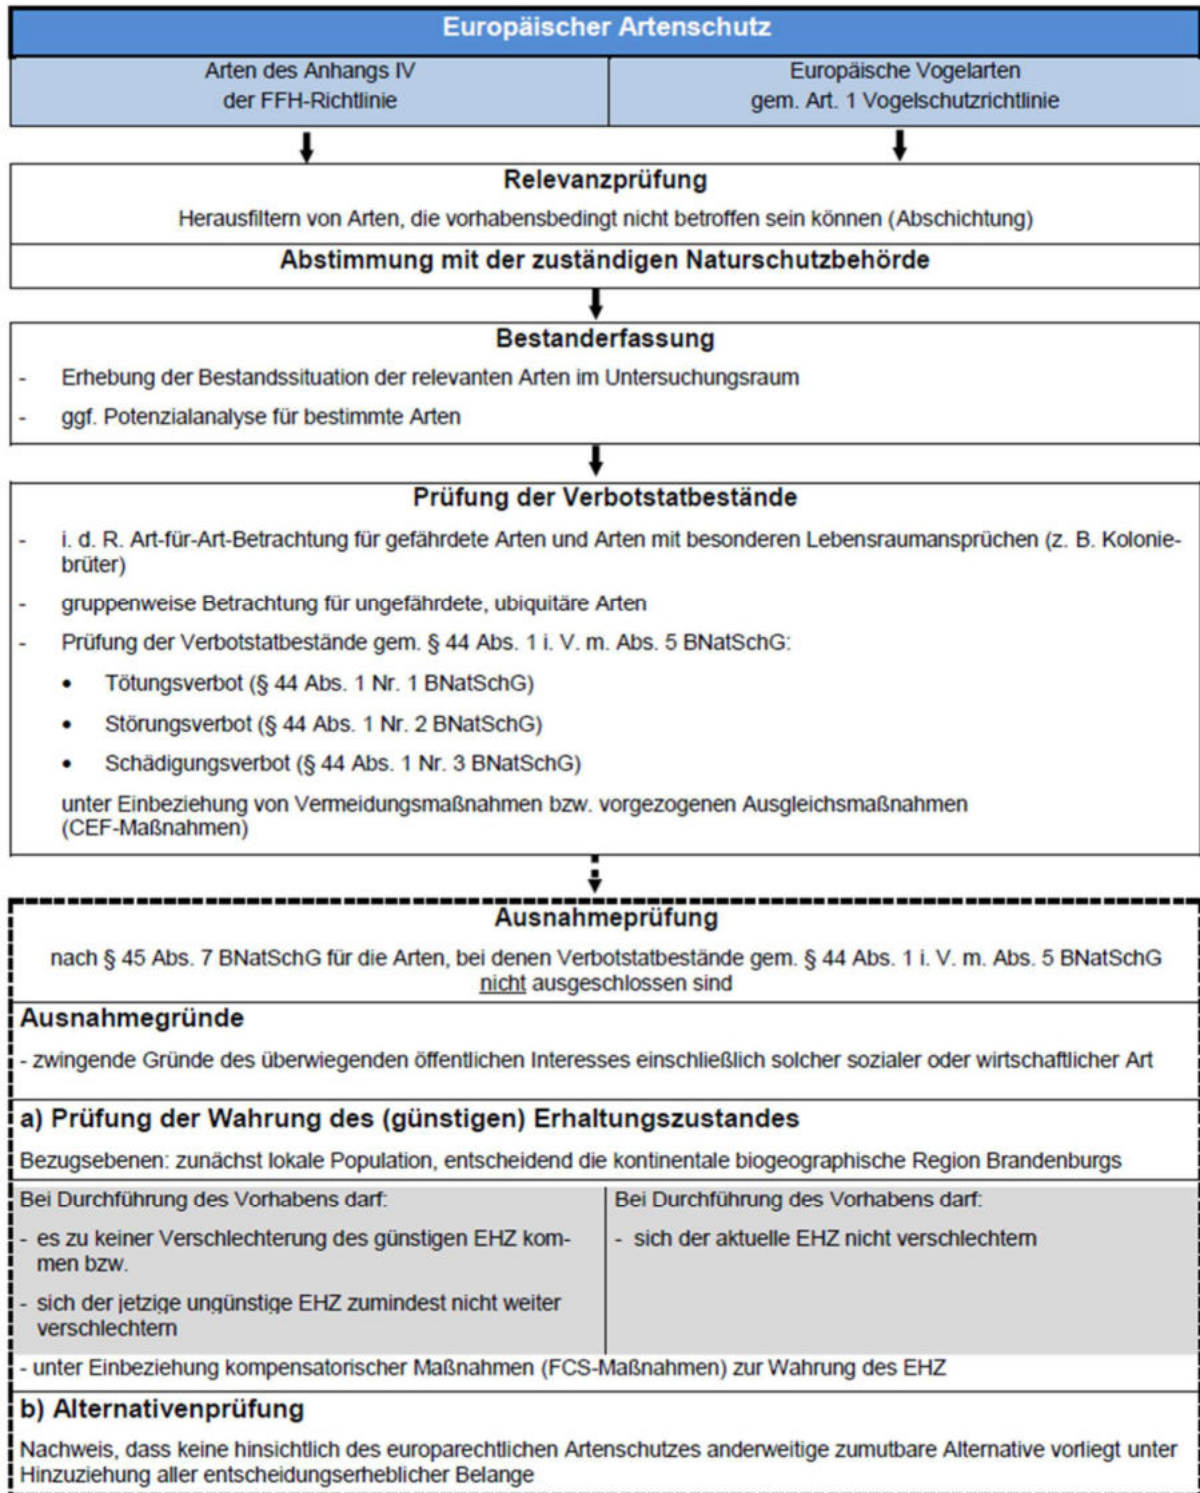 Europäischer Artenschutz
Arten des Anhangs IV
der FFH-Richtlinie
Europäische Vogelarten
gem. Art. 1 Vogelschutzrichtlinie
Relevanzprüfung
Herausfiltern von Arten, die vorhabensbedingt nicht betroffen sein können (Abschichtung)
Abstimmung mit der zuständigen Naturschutzbehörde
Bestanderfassung
- Erhebung der Bestandssituation der relevanten Arten im Untersuchungsraum
- ggf. Potenzialanalyse für bestimmte Arten
Prüfung der Verbotstatbestände
- i. d. R. Art-für-Art-Betrachtung für gefährdete Arten und Arten mit besonderen Lebensraumansprüchen (z. B. Kolonie-
brüter)
- gruppenweise Betrachtung für ungefährdete, ubiquitäre Arten
- Prüfung der Verbotstatbestände gem. § 44 Abs. 1 i. V. m. Abs. 5 BNatSchG:
• Tötungsverbot (§ 44 Abs. 1 Nr. 1 BNatSchG)
• Störungsverbot (§ 44 Abs. 1 Nr. 2 BNatSchG)
• Schädigungsverbot (§ 44 Abs. 1 Nr. 3 BNatSchG)
unter Einbeziehung von Vermeidungsmaßnahmen bzw. vorgezogenen Ausgleichsmaßnahmen
(CEF-Maßnahmen)
Ausnahmeprüfung
nach § 45 Abs. 7 BNatSchG für die Arten, bei denen Verbotstatbestände gem. § 44 Abs. 1 i. V. m. Abs. 5 BNatSchG
nicht ausgeschlossen sind
Ausnahmegründe
- zwingende Gründe des überwiegenden öffentlichen Interesses einschließlich solcher sozialer oder wirtschaftlicher Art
a) Prüfung der Wahrung des (günstigen) Erhaltungszustandes
Bezugsebenen: zunächst lokale Population, entscheidend die kontinentale biogeographische Region Brandenburgs
Bei Durchführung des Vorhabens darf:
- es zu keiner Verschlechterung des günstigen EHZ kom-
men bzw.
- sich der jetzige ungünstige EHZ zumindest nicht weiter
verschlechtern
Bei Durchführung des Vorhabens darf:
- sich der aktuelle EHZ nicht verschlechtern
- unter Einbeziehung kompensatorischer Maßnahmen (FCS-Maßnahmen) zur Wahrung des EHZ
b) Alternativenprüfung
Nachweis, dass keine hinsichtlich des europarechtlichen Artenschutzes anderweitige zumutbare Alternative vorliegt unter
Hinzuziehung aller entscheidungserheblicher Belange